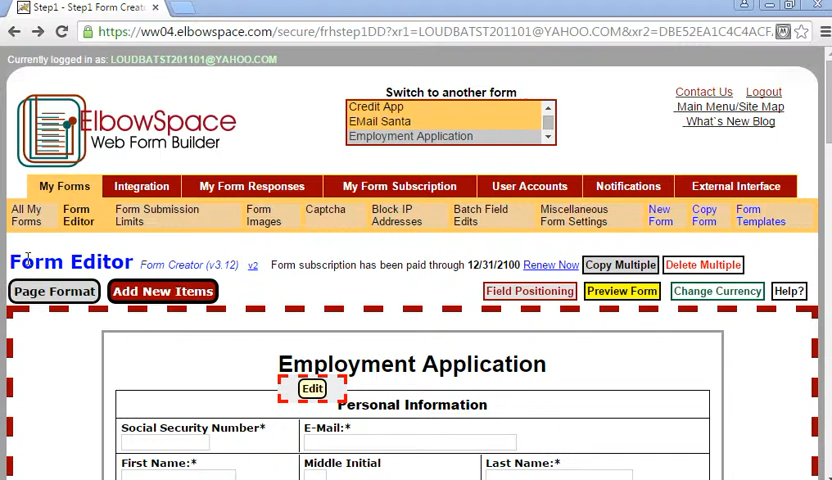 Step1 - Step1 Form Creat
https://ww04.elbowspace.com/secure/frhstep1DD?xr1=LOUDBATST201101@YAHOO.COM&xr2=DBE52EA1C4C4ACF
Currently logged in as: LOUDBATST201101@YAHOO.COM
ElbowSpace
Web Form Builder
Switch to another form
Credit App
EMail Santa
Employment Application
Contact Us Logout
Main Menu/Site Map
What`s New Blog
My Forms Integration My Form Responses My Form Subscription User Accounts Notifications External Interface
All My Forms Form Editor Form Submission Limits Form Images Captcha Block IP Addresses Batch Field Edits Miscellaneous Form Settings New Form Copy Form Form Templates
Form Editor Form Creator (v3.12) v2 Form subscription has been paid through 12/31/2100 Renew Now Copy Multiple Delete Multiple
Page Format Add New Items Field Positioning Preview Form Change Currency Help?
Employment Application
Edit
Personal Information
Social Security Number* E-Mail:*
First Name:* Middle Initial Last Name:*